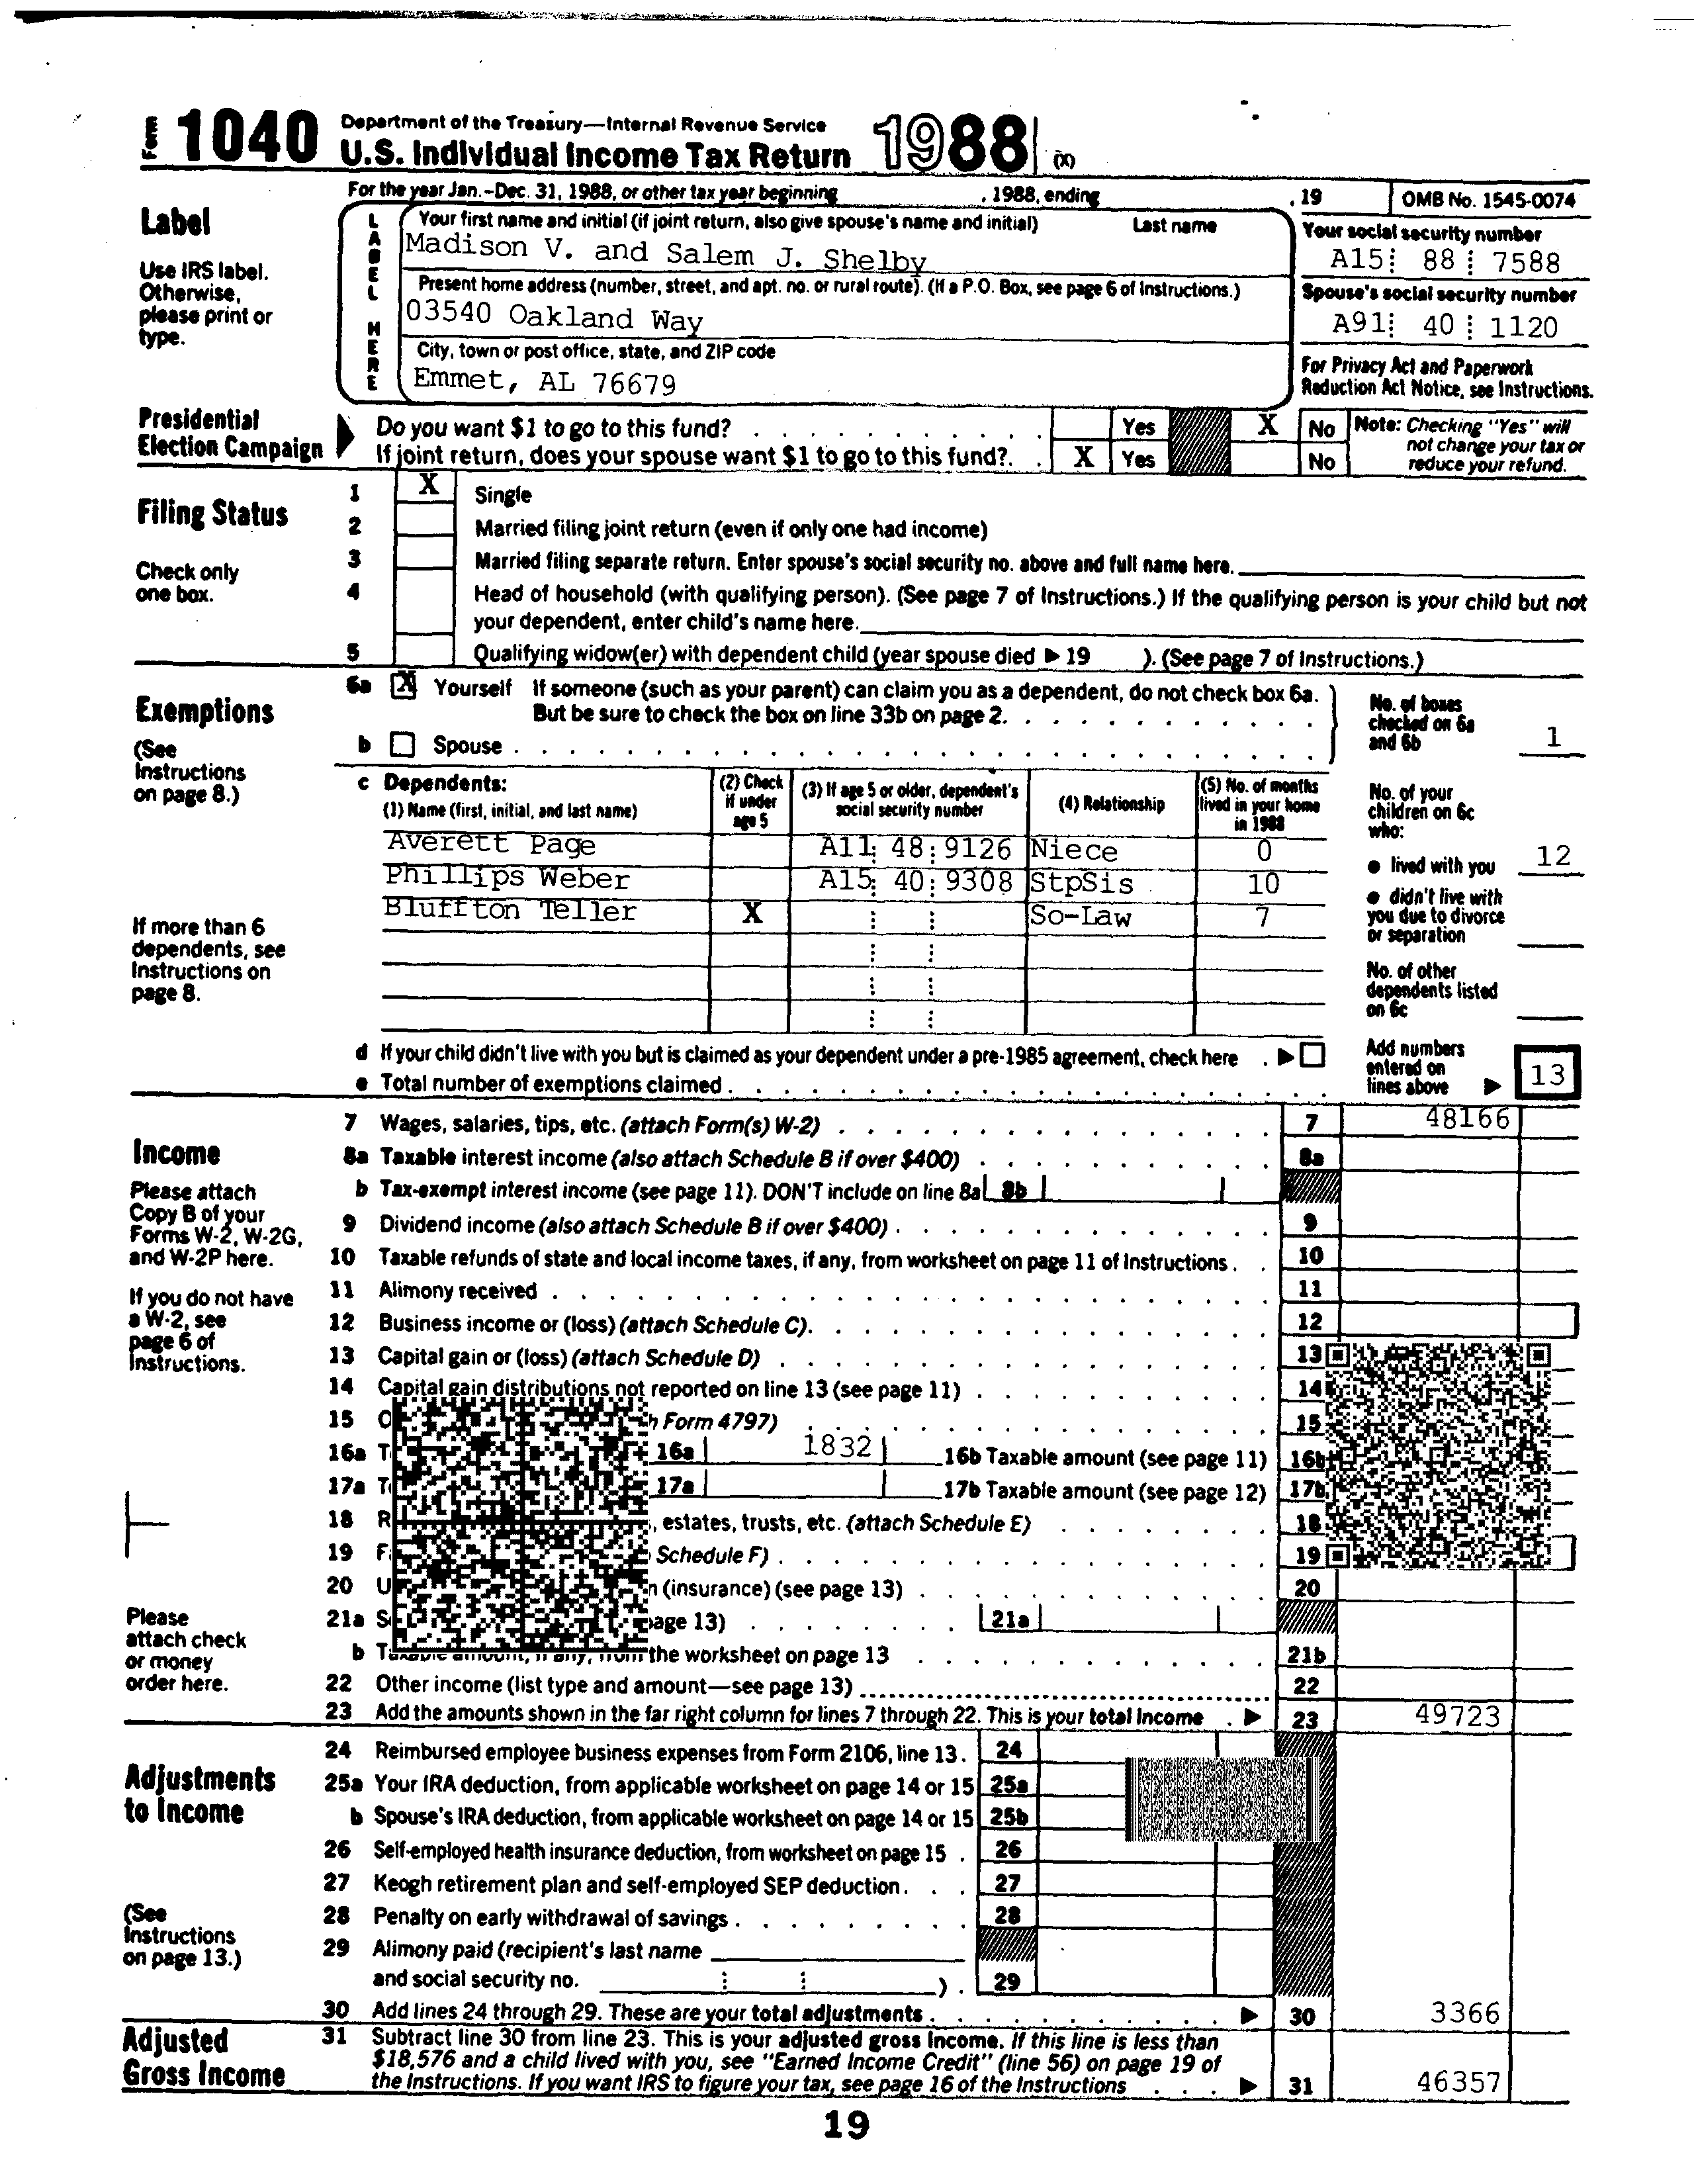 Form 1040 Department of the Treasury—Internal Revenue Service
U.S. Individual Income Tax Return 1988 (X)
For the year Jan.-Dec. 31, 1988, or other tax year beginning , 1988, ending , 19 OMB No. 1545-0074
Label
Use IRS label.
Otherwise,
please print or
type.
LABEL HERE
Your first name and initial (if joint return, also give spouse's name and initial) Last name
Madison V. and Salem J. Shelby
Your social security number
A15 88 7588
Present home address (number, street, and apt. no. or rural route). (If a P.O. Box, see page 6 of Instructions.)
03540 Oakland Way
Spouse's social security number
A91 40 1120
City, town or post office, state, and ZIP code
Emmet, AL 76679
For Privacy Act and Paperwork
Reduction Act Notice, see Instructions.
Presidential
Election Campaign
Do you want $1 to go to this fund? Yes X No
If joint return, does your spouse want $1 to go to this fund? X Yes No
Note: Checking "Yes" will
not change your tax or
reduce your refund.
Filing Status
Check only
one box.
1 X Single
2 Married filing joint return (even if only one had income)
3 Married filing separate return. Enter spouse's social security no. above and full name here.
4 Head of household (with qualifying person). (See page 7 of Instructions.) If the qualifying person is your child but not
your dependent, enter child's name here.
5 Qualifying widow(er) with dependent child (year spouse died ▶ 19 ). (See page 7 of Instructions.)
Exemptions
(See
Instructions
on page 8.)
6a X Yourself If someone (such as your parent) can claim you as a dependent, do not check box 6a.
But be sure to check the box on line 33b on page 2.
b Spouse
No. of boxes
checked on 6a
and 6b 1
c Dependents:
(1) Name (first, initial, and last name)
(2) Check
if under
age 5
(3) If age 5 or older, dependent's
social security number
(4) Relationship
(5) No. of months
lived in your home
in 1988
Averett Page A11 48 9126 Niece 0
Phillips Weber A15 40 9308 StpSis 10
Bluffton Teller X So-Law 7
If more than 6
dependents, see
Instructions on
page 8.
No. of your
children on 6c
who:
● lived with you 12
● didn't live with
you due to divorce
or separation
No. of other
dependents listed
on 6c
d If your child didn't live with you but is claimed as your dependent under a pre-1985 agreement, check here ▶
e Total number of exemptions claimed
Add numbers
entered on
lines above ▶ 13
Income
Please attach
Copy B of your
Forms W-2, W-2G,
and W-2P here.
If you do not have
a W-2, see
page 6 of
Instructions.
Please
attach check
or money
order here.
7 Wages, salaries, tips, etc. (attach Form(s) W-2) 7 48166
8a Taxable interest income (also attach Schedule B if over $400) 8a
b Tax-exempt interest income (see page 11). DON'T include on line 8a 8b
9 Dividend income (also attach Schedule B if over $400) 9
10 Taxable refunds of state and local income taxes, if any, from worksheet on page 11 of Instructions. 10
11 Alimony received 11
12 Business income or (loss) (attach Schedule C). 12
13 Capital gain or (loss) (attach Schedule D) 13
14 Capital gain distributions not reported on line 13 (see page 11) 14
15 Form 4797) 15
16a 16a 1832 16b Taxable amount (see page 11) 16b
17a 17a 17b Taxable amount (see page 12) 17b
18 , estates, trusts, etc. (attach Schedule E) 18
19 Schedule F) 19
20 (insurance) (see page 13) 20
21a page 13) 21a
b Taxable amount, if any, from the worksheet on page 13 21b
22 Other income (list type and amount—see page 13) 22
23 Add the amounts shown in the far right column for lines 7 through 22. This is your total income ▶ 23 49723
Adjustments
to Income
(See
Instructions
on page 13.)
24 Reimbursed employee business expenses from Form 2106, line 13. 24
25a Your IRA deduction, from applicable worksheet on page 14 or 15 25a
b Spouse's IRA deduction, from applicable worksheet on page 14 or 15 25b
26 Self-employed health insurance deduction, from worksheet on page 15 26
27 Keogh retirement plan and self-employed SEP deduction 27
28 Penalty on early withdrawal of savings 28
29 Alimony paid (recipient's last name
and social security no. ) 29
30 Add lines 24 through 29. These are your total adjustments ▶ 30 3366
Adjusted
Gross Income
31 Subtract line 30 from line 23. This is your adjusted gross income. If this line is less than
$18,576 and a child lived with you, see "Earned Income Credit" (line 56) on page 19 of
the Instructions. If you want IRS to figure your tax, see page 16 of the Instructions ▶ 31 46357
19